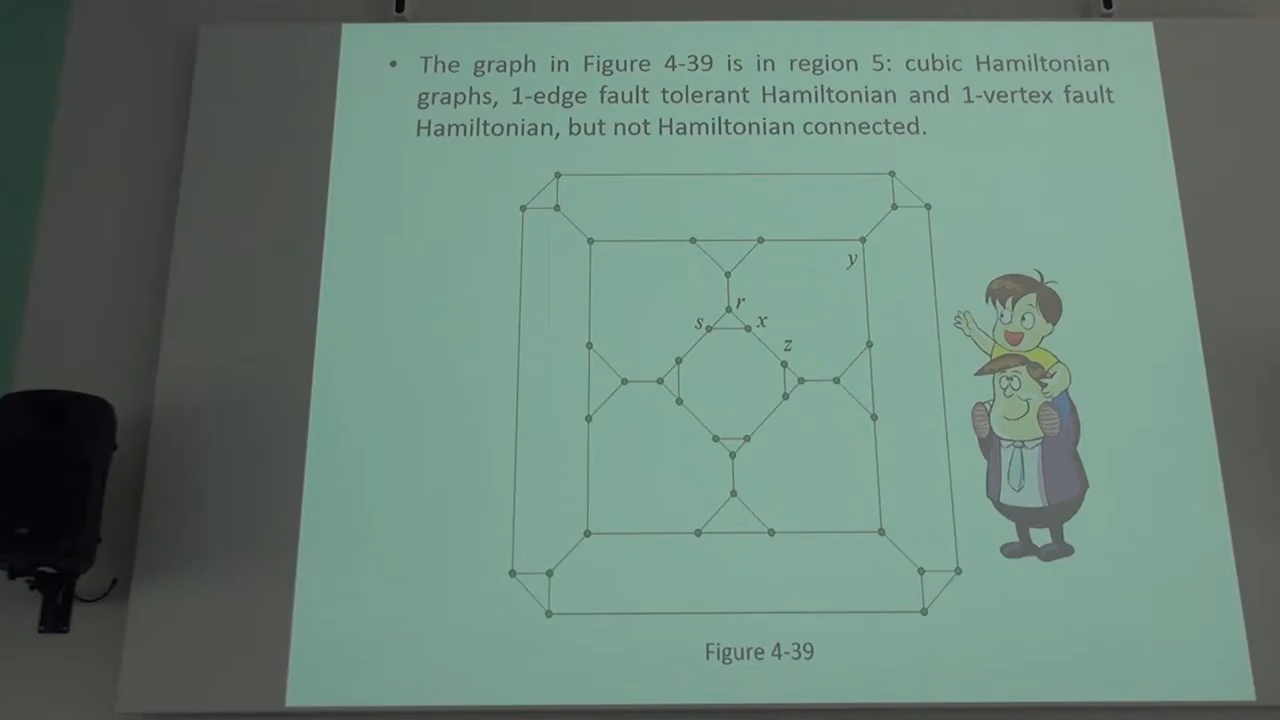 • The graph in Figure 4-39 is in region 5: cubic Hamiltonian
graphs, 1-edge fault tolerant Hamiltonian and 1-vertex fault
Hamiltonian, but not Hamiltonian connected.
y
r
s x
z
Figure 4-39